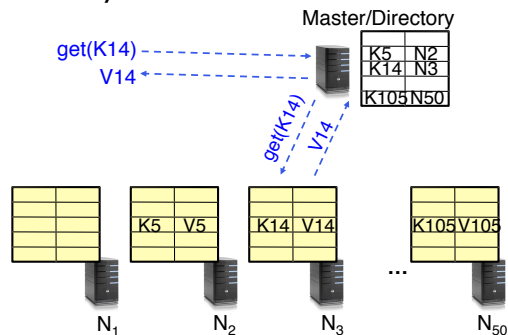 Master/Directory
get(K14)
V14
K5 N2
K14 N3
K105 N50
get(K14)
V14
K5 V5
K14 V14
K105 V105
...
N1
N2
N3
N50